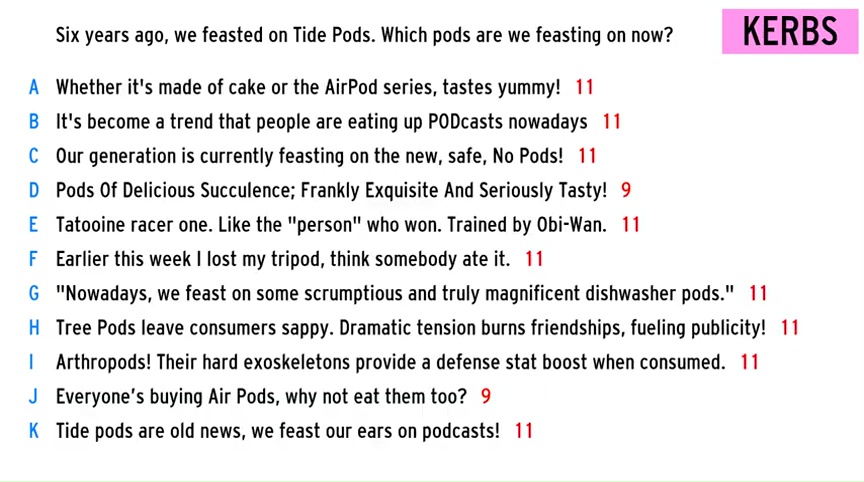 Six years ago, we feasted on Tide Pods. Which pods are we feasting on now?
KERBS
A Whether it's made of cake or the AirPod series, tastes yummy! 11
B It's become a trend that people are eating up PODcasts nowadays 11
C Our generation is currently feasting on the new, safe, No Pods! 11
D Pods Of Delicious Succulence; Frankly Exquisite And Seriously Tasty! 9
E Tatooine racer one. Like the "person" who won. Trained by Obi-Wan. 11
F Earlier this week I lost my tripod, think somebody ate it. 11
G "Nowadays, we feast on some scrumptious and truly magnificent dishwasher pods." 11
H Tree Pods leave consumers sappy. Dramatic tension burns friendships, fueling publicity! 11
I Arthropods! Their hard exoskeletons provide a defense stat boost when consumed. 11
J Everyone's buying Air Pods, why not eat them too? 9
K Tide pods are old news, we feast our ears on podcasts! 11